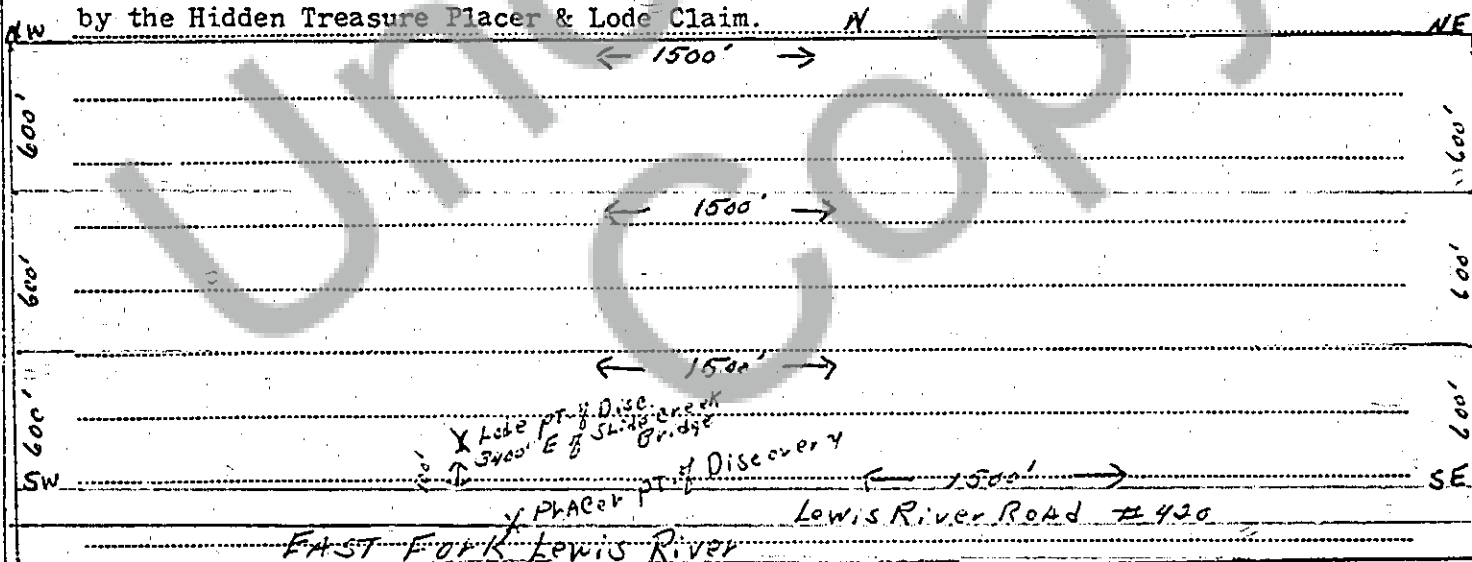 by the Hidden Treasure Placer & Lode Claim.
NW N NE
1500'
600' 600'
1500'
600' 600'
1500'
600' 600'
X Lode pT. of Disc.
3400' E of Slide creek
Bridge
100'
SW 1500' SE
X PLAcer pT. of Discovery
Lewis River Road # 420
EAST Fork Lewis River
Copy